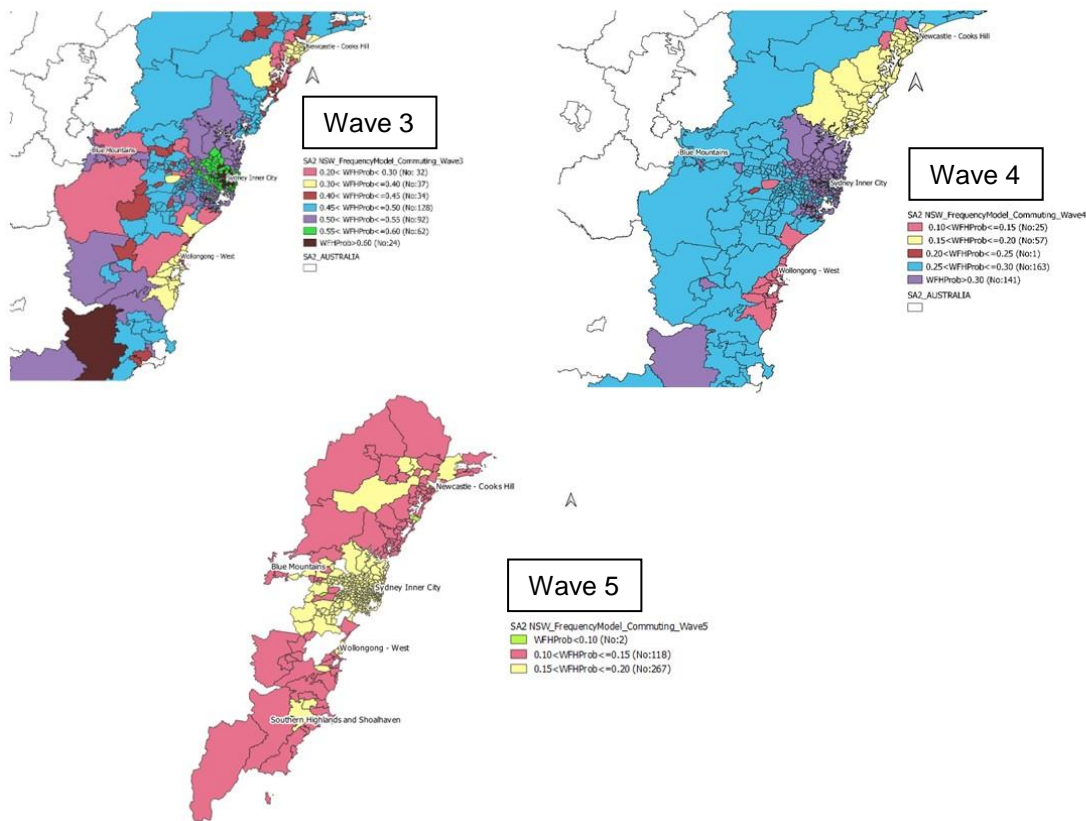 Newcastle - Cooks Hill
Wave 3
Blue Mountains
SA2 NSW_FrequencyModel_Commuting_Wave3
0.20< WFHProb< 0.30 (No: 32)
0.30< WFHProb<=0.40 (No:37)
0.40< WFHProb<=0.45 (No:34)
0.45< WFHProb<=0.50 (No:128)
0.50< WFHProb<=0.55 (No:92)
0.55< WFHProb<=0.60 (No:62)
WFHProb>0.60 (No:24)
SA2_AUSTRALIA
Sydney Inner City
Wollongong - West
Newcastle - Cooks Hill
Wave 4
Blue Mountains
Sydney Inner City
SA2 NSW_FrequencyModel_Commuting_Wave4
0.10<WFHProb<=0.15 (No:25)
0.15<WFHProb<=0.20 (No:57)
0.20<WFHProb<=0.25 (No:1)
0.25<WFHProb<=0.30 (No:163)
WFHProb>0.30 (No:141)
SA2_AUSTRALIA
Wollongong - West
Newcastle - Cooks Hill
Blue Mountains
Sydney Inner City
Wave 5
SA2 NSW_FrequencyModel_Commuting_Wave5
WFHProb<0.10 (No:2)
0.10<WFHProb<=0.15 (No:118)
0.15<WFHProb<=0.20 (No:267)
Wollongong - West
Southern Highlands and Shoalhaven